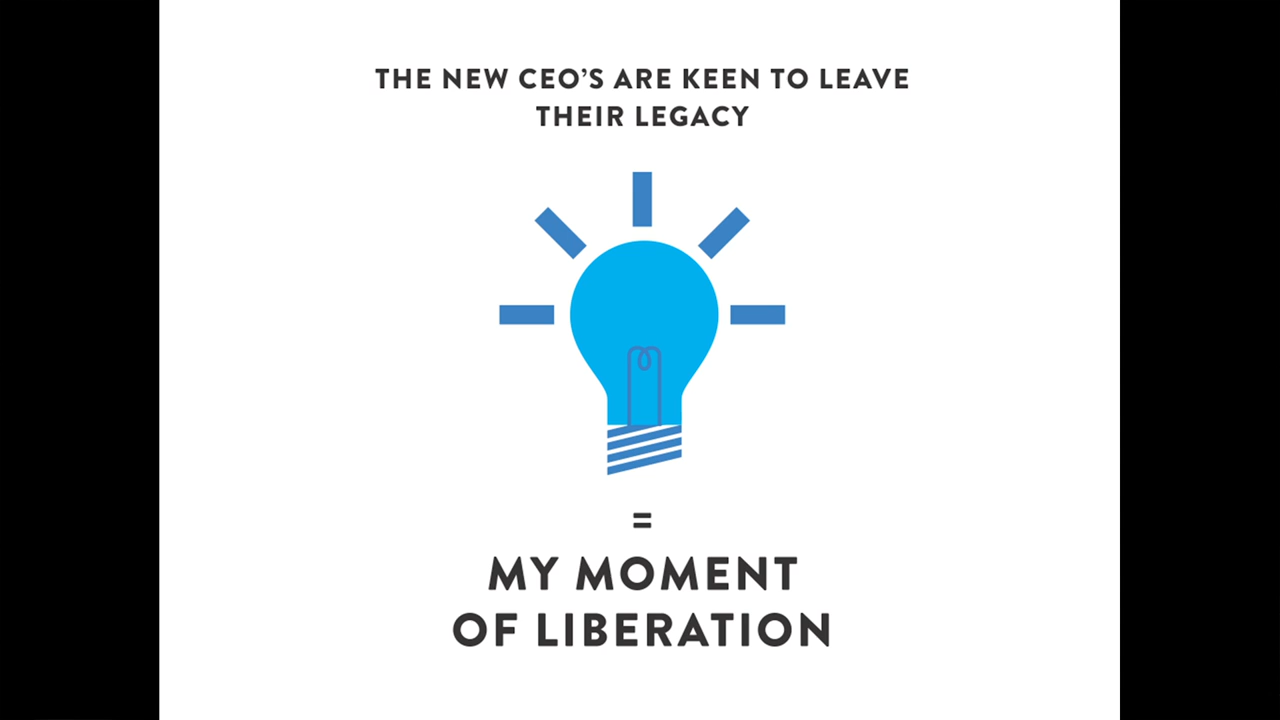 THE NEW CEO’S ARE KEEN TO LEAVE
THEIR LEGACY
=
MY MOMENT
OF LIBERATION